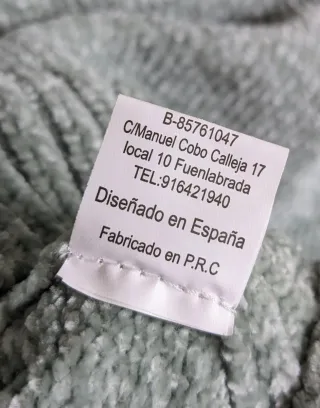 B-85761047
C/Manuel Cobo Calleja 17
local 10 Fuenlabrada
TEL:916421940
Diseñado en España
Fabricado en P.R.C